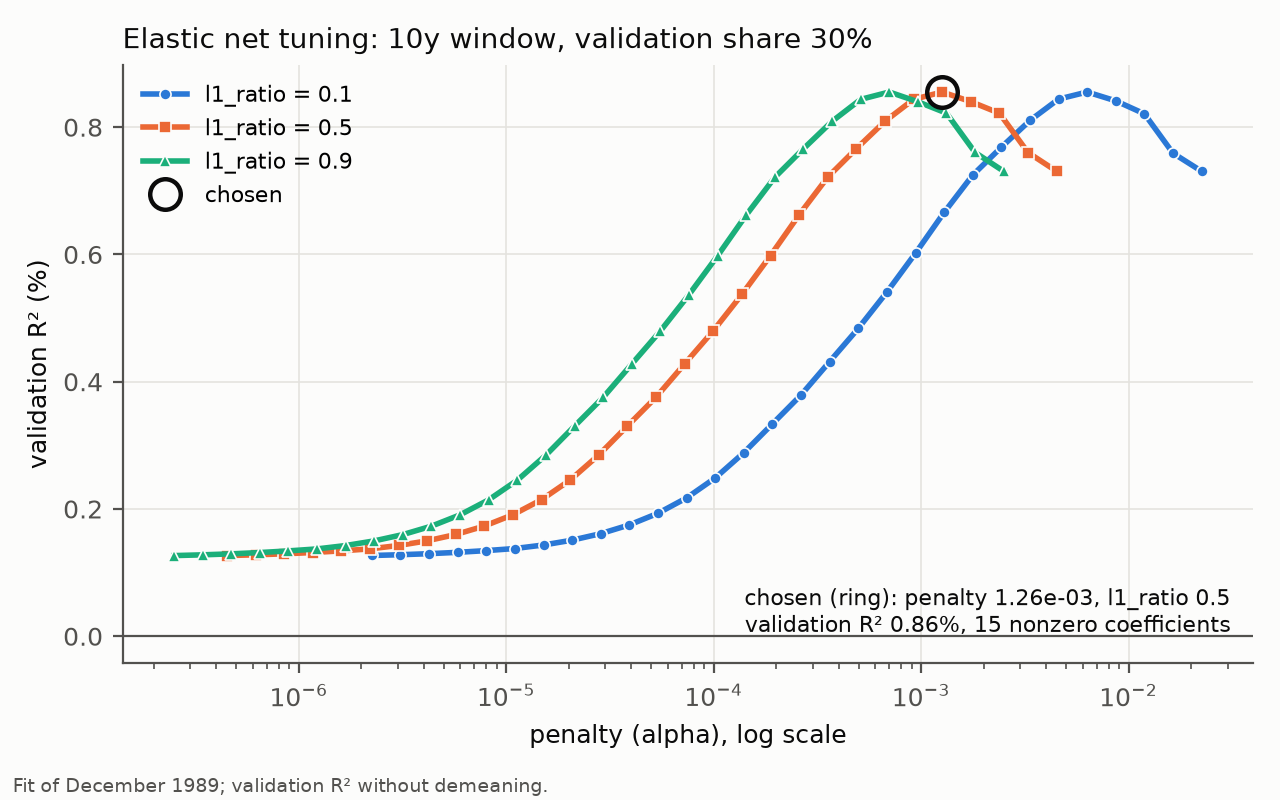 Elastic net tuning: 10y window, validation share 30%
l1_ratio = 0.1
l1_ratio = 0.5
l1_ratio = 0.9
chosen
validation R² (%)
0.8
0.6
0.4
0.2
0.0
chosen (ring): penalty 1.26e-03, l1_ratio 0.5
validation R² 0.86%, 15 nonzero coefficients
10⁻⁶ 10⁻⁵ 10⁻⁴ 10⁻³ 10⁻²
penalty (alpha), log scale
Fit of December 1989; validation R² without demeaning.